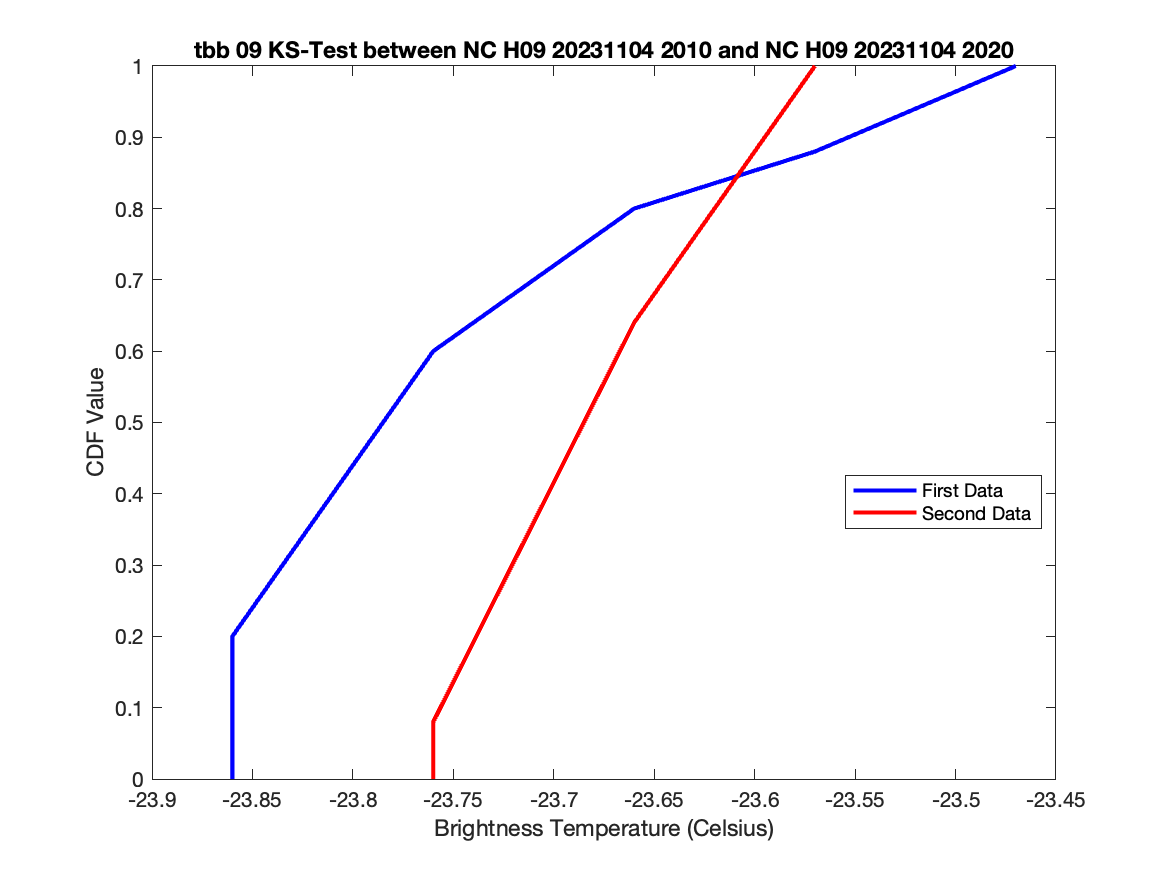 tbb 09 KS-Test between NC H09 20231104 2010 and NC H09 20231104 2020
1
0.9
0.8
0.7
0.6
0.5
0.4
0.3
0.2
0.1
0
CDF Value
First Data
Second Data
-23.9 -23.85 -23.8 -23.75 -23.7 -23.65 -23.6 -23.55 -23.5 -23.45
Brightness Temperature (Celsius)